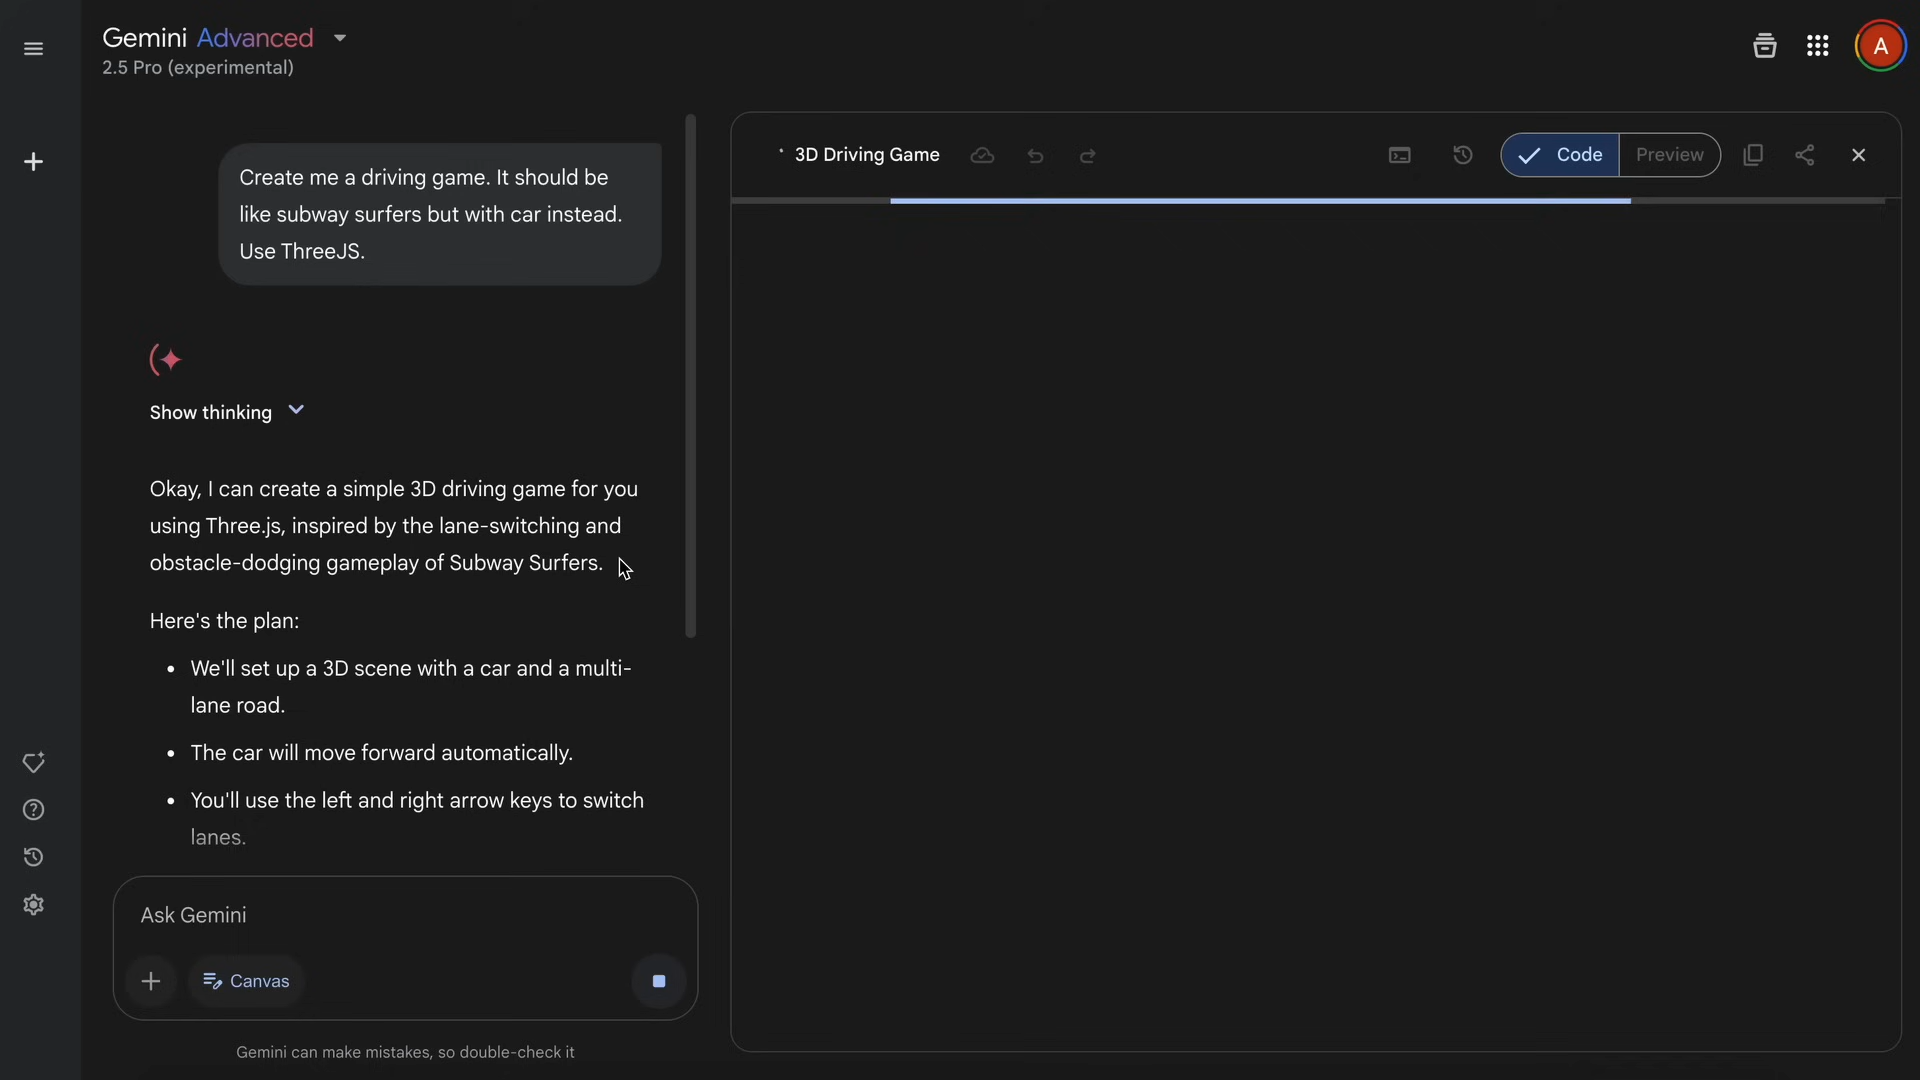 Gemini Advanced
2.5 Pro (experimental)
A
Create me a driving game. It should be
like subway surfers but with car instead.
Use ThreeJS.
Show thinking
Okay, I can create a simple 3D driving game for you
using Three.js, inspired by the lane-switching and
obstacle-dodging gameplay of Subway Surfers.
Here's the plan:
• We'll set up a 3D scene with a car and a multi-
lane road.
• The car will move forward automatically.
• You'll use the left and right arrow keys to switch
lanes.
Ask Gemini
Canvas
Gemini can make mistakes, so double-check it
3D Driving Game
Code
Preview